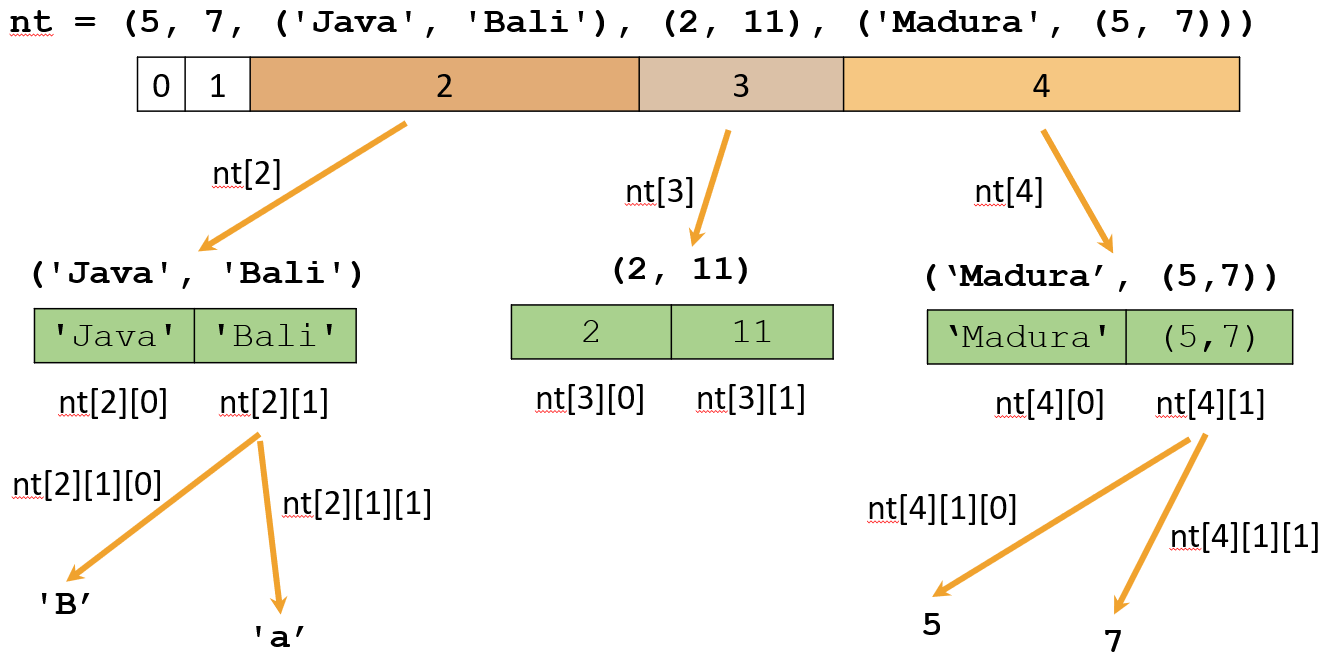 nt = (5, 7, ('Java', 'Bali'), (2, 11), ('Madura', (5, 7)))
0 1 2 3 4
nt[2] nt[3] nt[4]
('Java', 'Bali') (2, 11) (‘Madura’, (5,7))
'Java' 'Bali' 2 11 ‘Madura' (5,7)
nt[2][0] nt[2][1] nt[3][0] nt[3][1] nt[4][0] nt[4][1]
nt[2][1][0] nt[2][1][1] nt[4][1][0] nt[4][1][1]
'B’ 'a’ 5 7